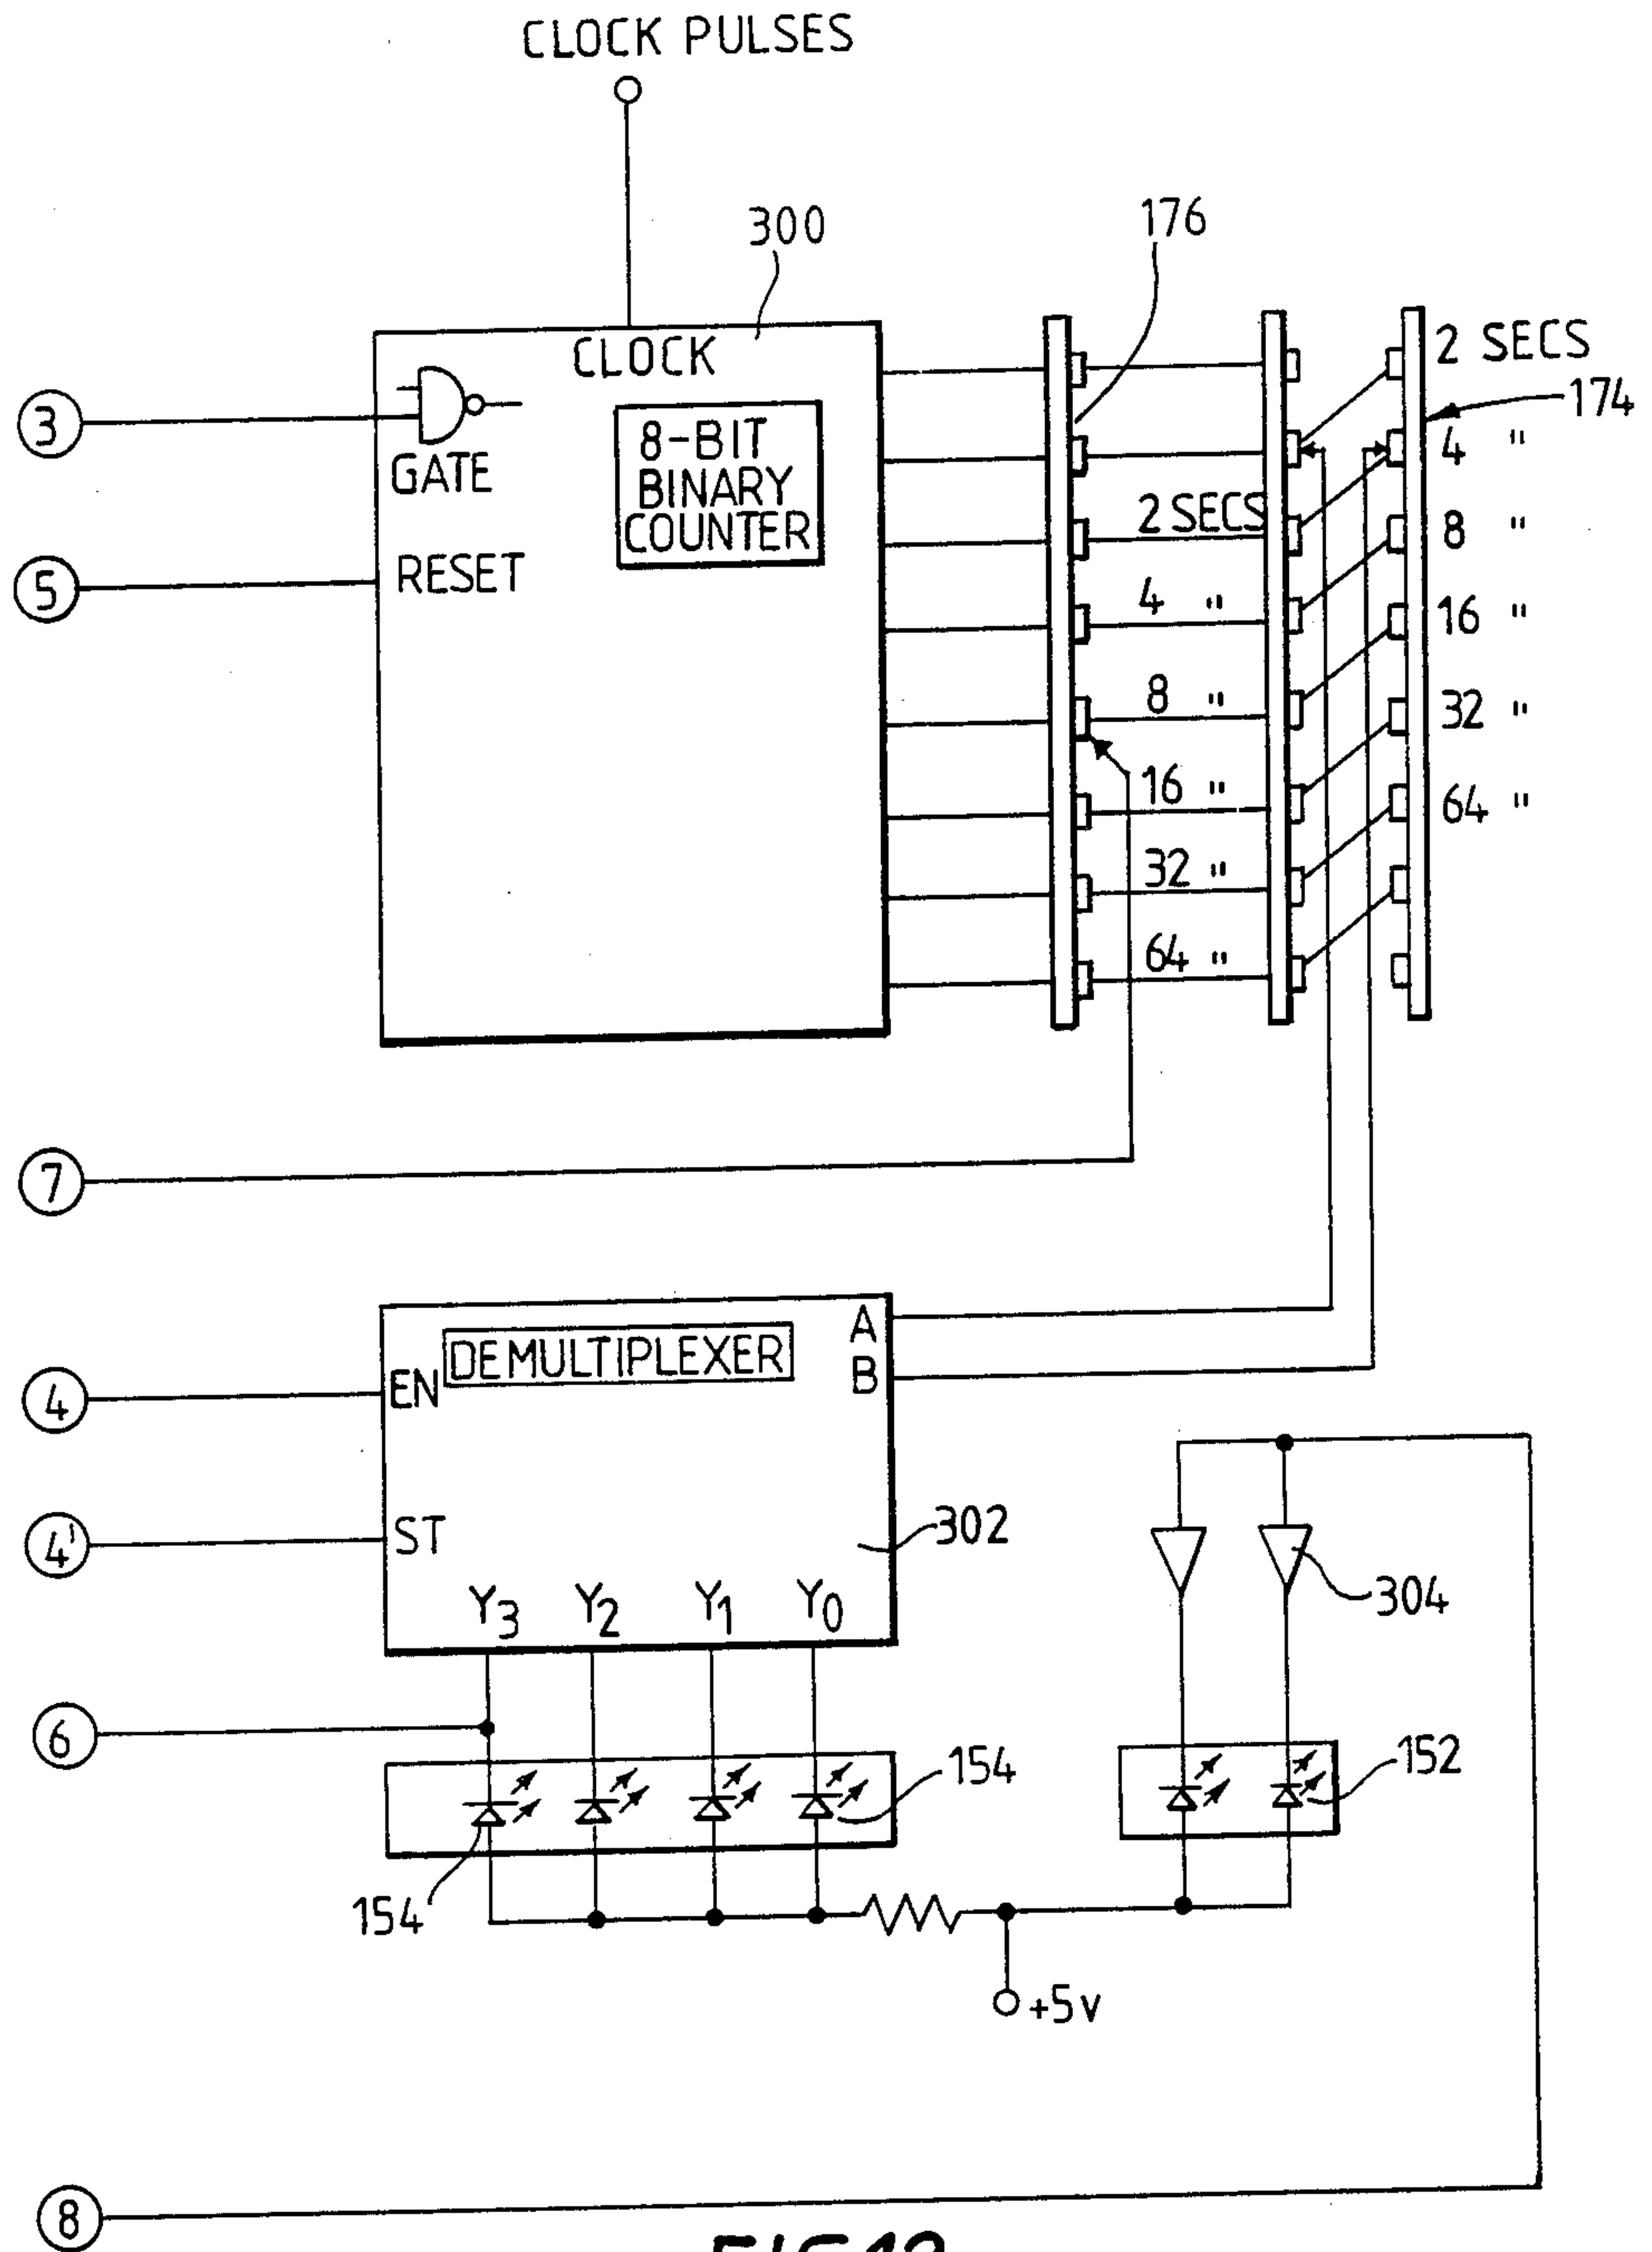 CLOCK PULSES
300
176
CLOCK
3
GATE
8-BIT
BINARY
COUNTER
5
RESET
2 SECS
4 "
8 "
16 "
32 "
64 "
2 SECS
174
4 "
8 "
16 "
32 "
64 "
7
DEMULTIPLEXER
A
B
4
EN
4'
ST
302
304
Y3 Y2 Y1 Y0
6
154
152
154
+5v
8